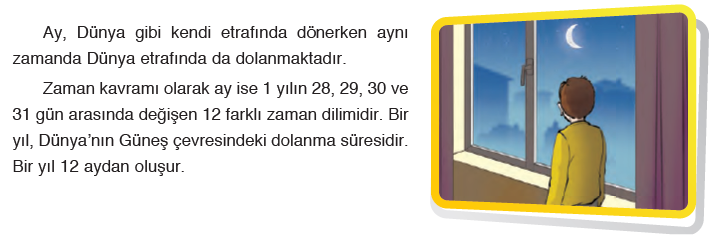 Ay, Dünya gibi kendi etrafında dönerken aynı
zamanda Dünya etrafında da dolanmaktadır.
Zaman kavramı olarak ay ise 1 yılın 28, 29, 30 ve
31 gün arasında değişen 12 farklı zaman dilimidir. Bir
yıl, Dünya’nın Güneş çevresindeki dolanma süresidir.
Bir yıl 12 aydan oluşur.